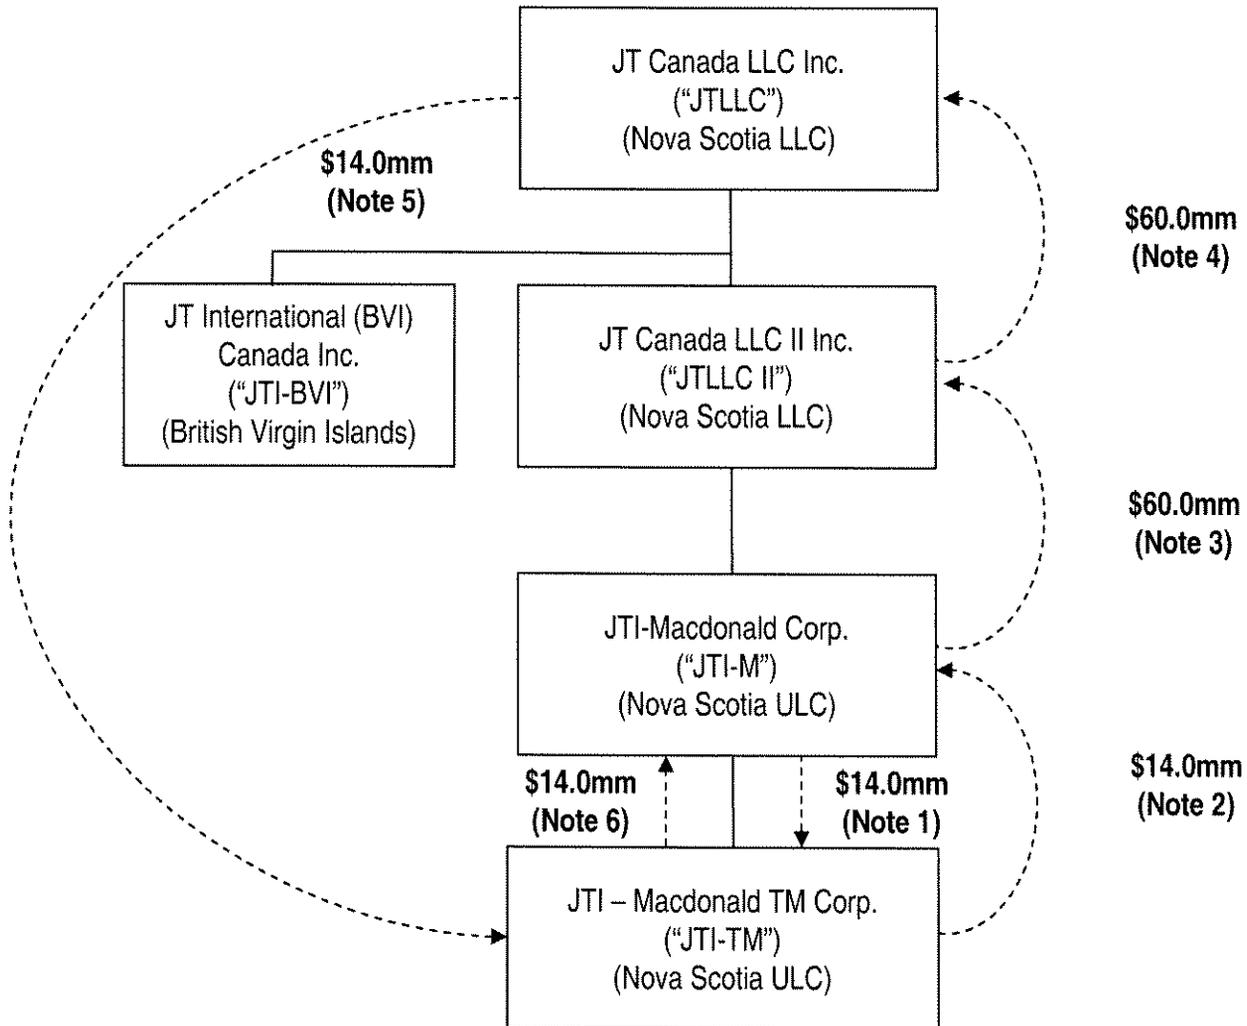 JT Canada LLC Inc.
("JTLLC")
(Nova Scotia LLC)
$14.0mm
(Note 5)
$60.0mm
(Note 4)
JT International (BVI)
Canada Inc.
("JTI-BVI")
(British Virgin Islands)
JT Canada LLC II Inc.
("JTLLC II")
(Nova Scotia LLC)
$60.0mm
(Note 3)
JTI-Macdonald Corp.
("JTI-M")
(Nova Scotia ULC)
$14.0mm
(Note 6)
$14.0mm
(Note 1)
$14.0mm
(Note 2)
JTI – Macdonald TM Corp.
("JTI-TM")
(Nova Scotia ULC)